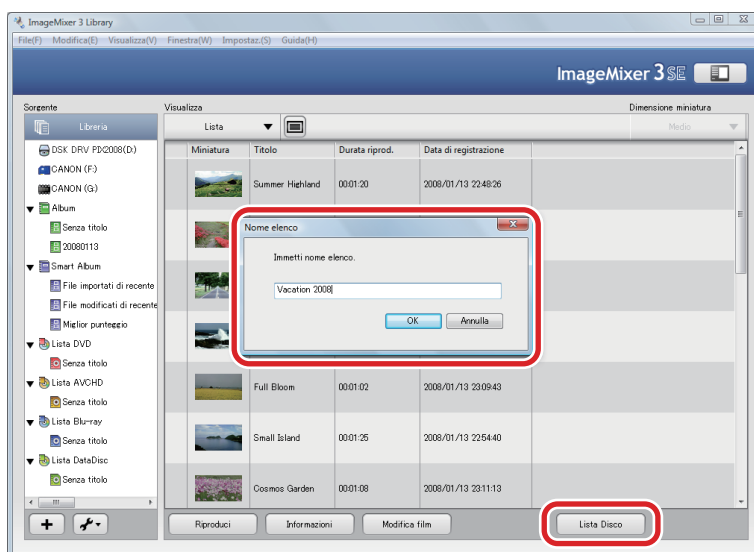 ImageMixer 3 Library
File(F) Modifica(E) Visualizza(V) Finestra(W) Impostaz.(S) Guida(H)
ImageMixer 3 SE
Sorgente
Visualizza
Dimensione miniatura
Libreria
Lista
Medio
DSK_DRV PIX2008(D:)
CANON (F:)
CANON (G:)
Album
Senza titolo
20080113
Smart Album
File importati di recente
File modificati di recente
Miglior punteggio
Lista DVD
Senza titolo
Lista AVCHD
Senza titolo
Lista Blu-ray
Senza titolo
Lista DataDisc
Senza titolo
Miniatura Titolo Durata riprod. Data di registrazione
Summer Highland 00:01:20 2008/01/13 22:48:26
Nome elenco
Immetti nome elenco.
Vacation 2008
OK Annulla
Full Bloom 00:01:02 2008/01/13 23:09:43
Small Island 00:01:25 2008/01/13 22:54:40
Cosmos Garden 00:01:08 2008/01/13 23:11:13
Riproduci Informazioni Modifica film Lista Disco